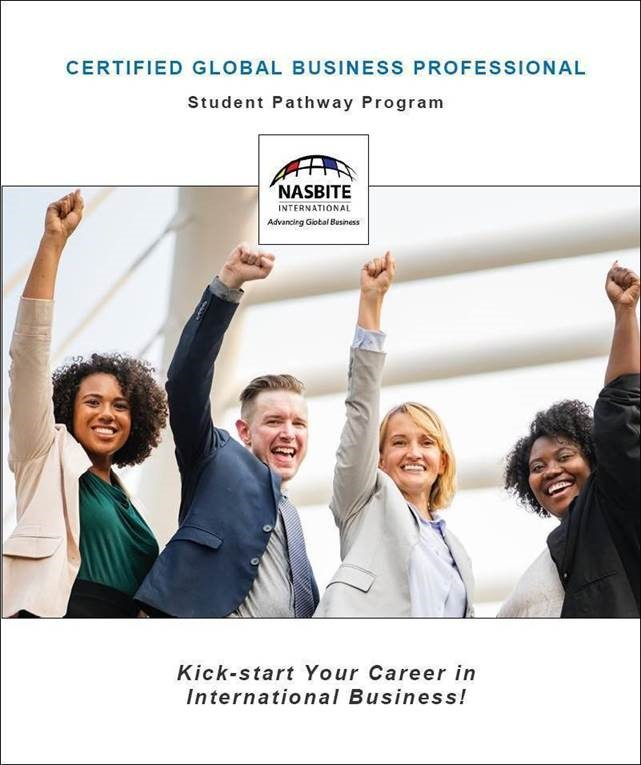 CERTIFIED GLOBAL BUSINESS PROFESSIONAL
Student Pathway Program
NASBITE
INTERNATIONAL
Advancing Global Business
Kick-start Your Career in
International Business!